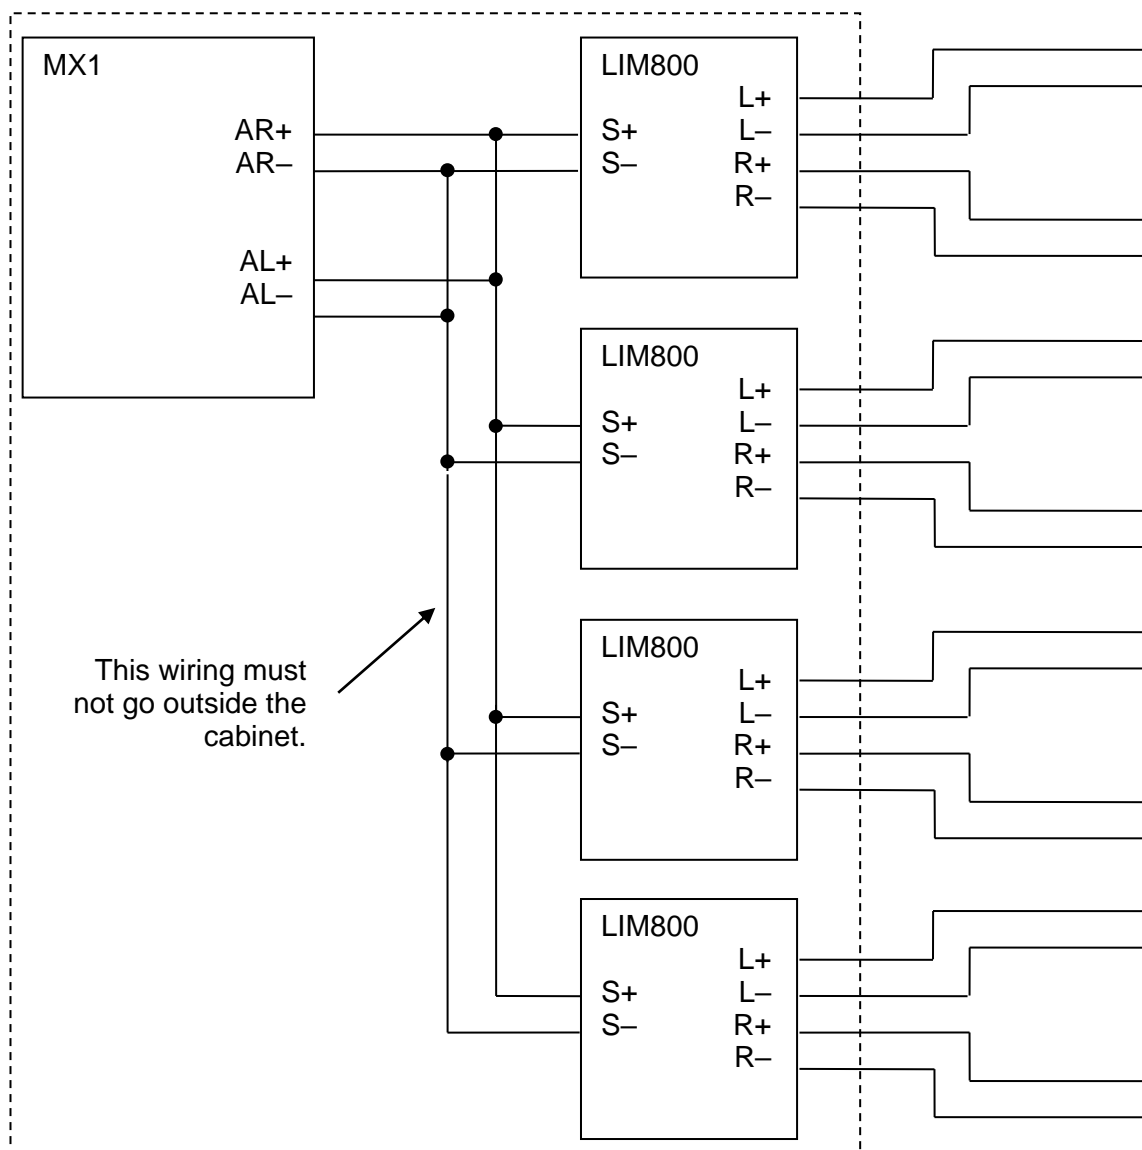 MX1
AR+
AR–
AL+
AL–
LIM800
L+
S+
L–
S–
R+
R–
LIM800
L+
S+
L–
S–
R+
R–
This wiring must
not go outside the
cabinet.
LIM800
L+
S+
L–
S–
R+
R–
LIM800
L+
S+
L–
S–
R+
R–